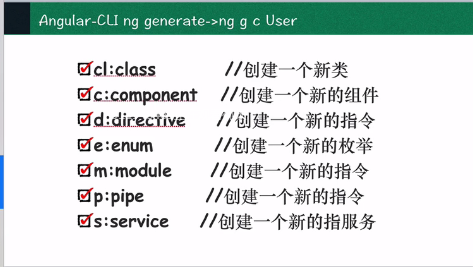 Angular-CLI ng generate->ng g c User
cl:class //创建一个新类
c:component //创建一个新的组件
d:directive //创建一个新的指令
e:enum //创建一个新的枚举
m:module //创建一个新的指令
p:pipe //创建一个新的指令
s:service //创建一个新的指服务